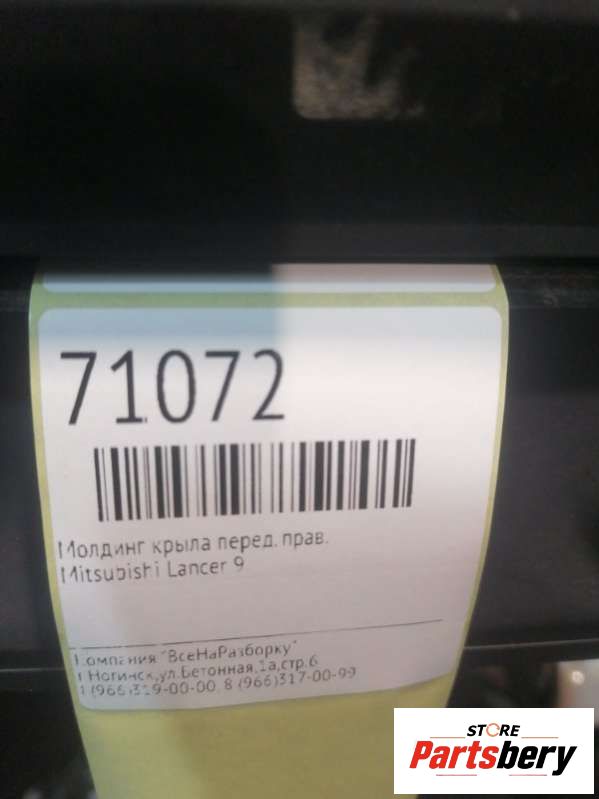 71072
Молдинг крыла перед. прав.
Mitsubishi Lancer 9
Компания "ВсеНаРазборку"
г.Ногинск,ул.Бетонная,1а,стр.6
(966)319-00-00, 8 (966)317-00-99
STORE
Partsbery